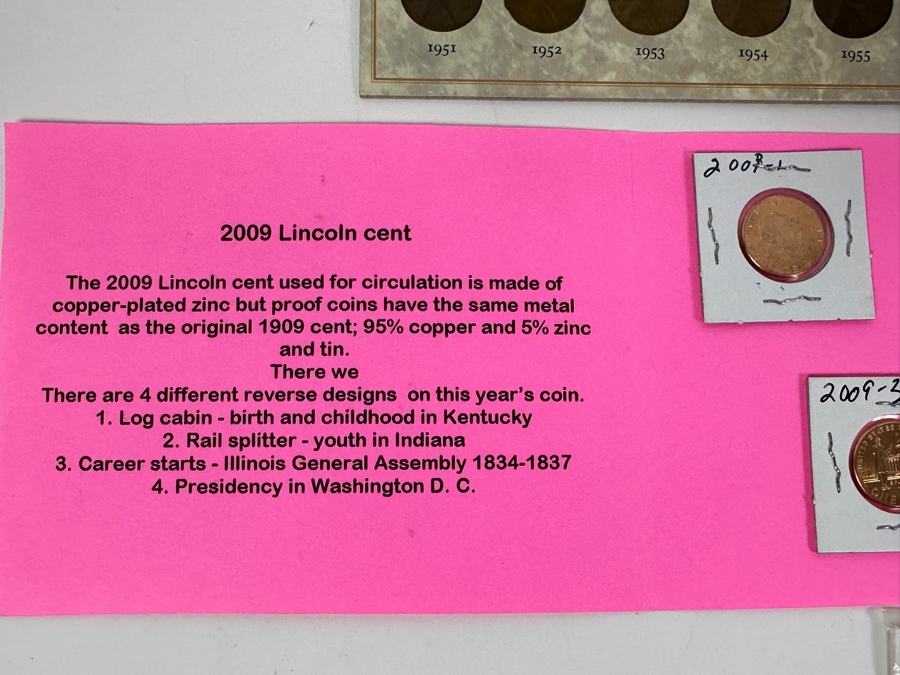 1951 1952 1953 1954 1955
2009 Lincoln cent
The 2009 Lincoln cent used for circulation is made of
copper-plated zinc but proof coins have the same metal
content as the original 1909 cent; 95% copper and 5% zinc
and tin.
There we
There are 4 different reverse designs on this year's coin.
1. Log cabin - birth and childhood in Kentucky
2. Rail splitter - youth in Indiana
3. Career starts - Illinois General Assembly 1834-1837
4. Presidency in Washington D. C.
2009-3